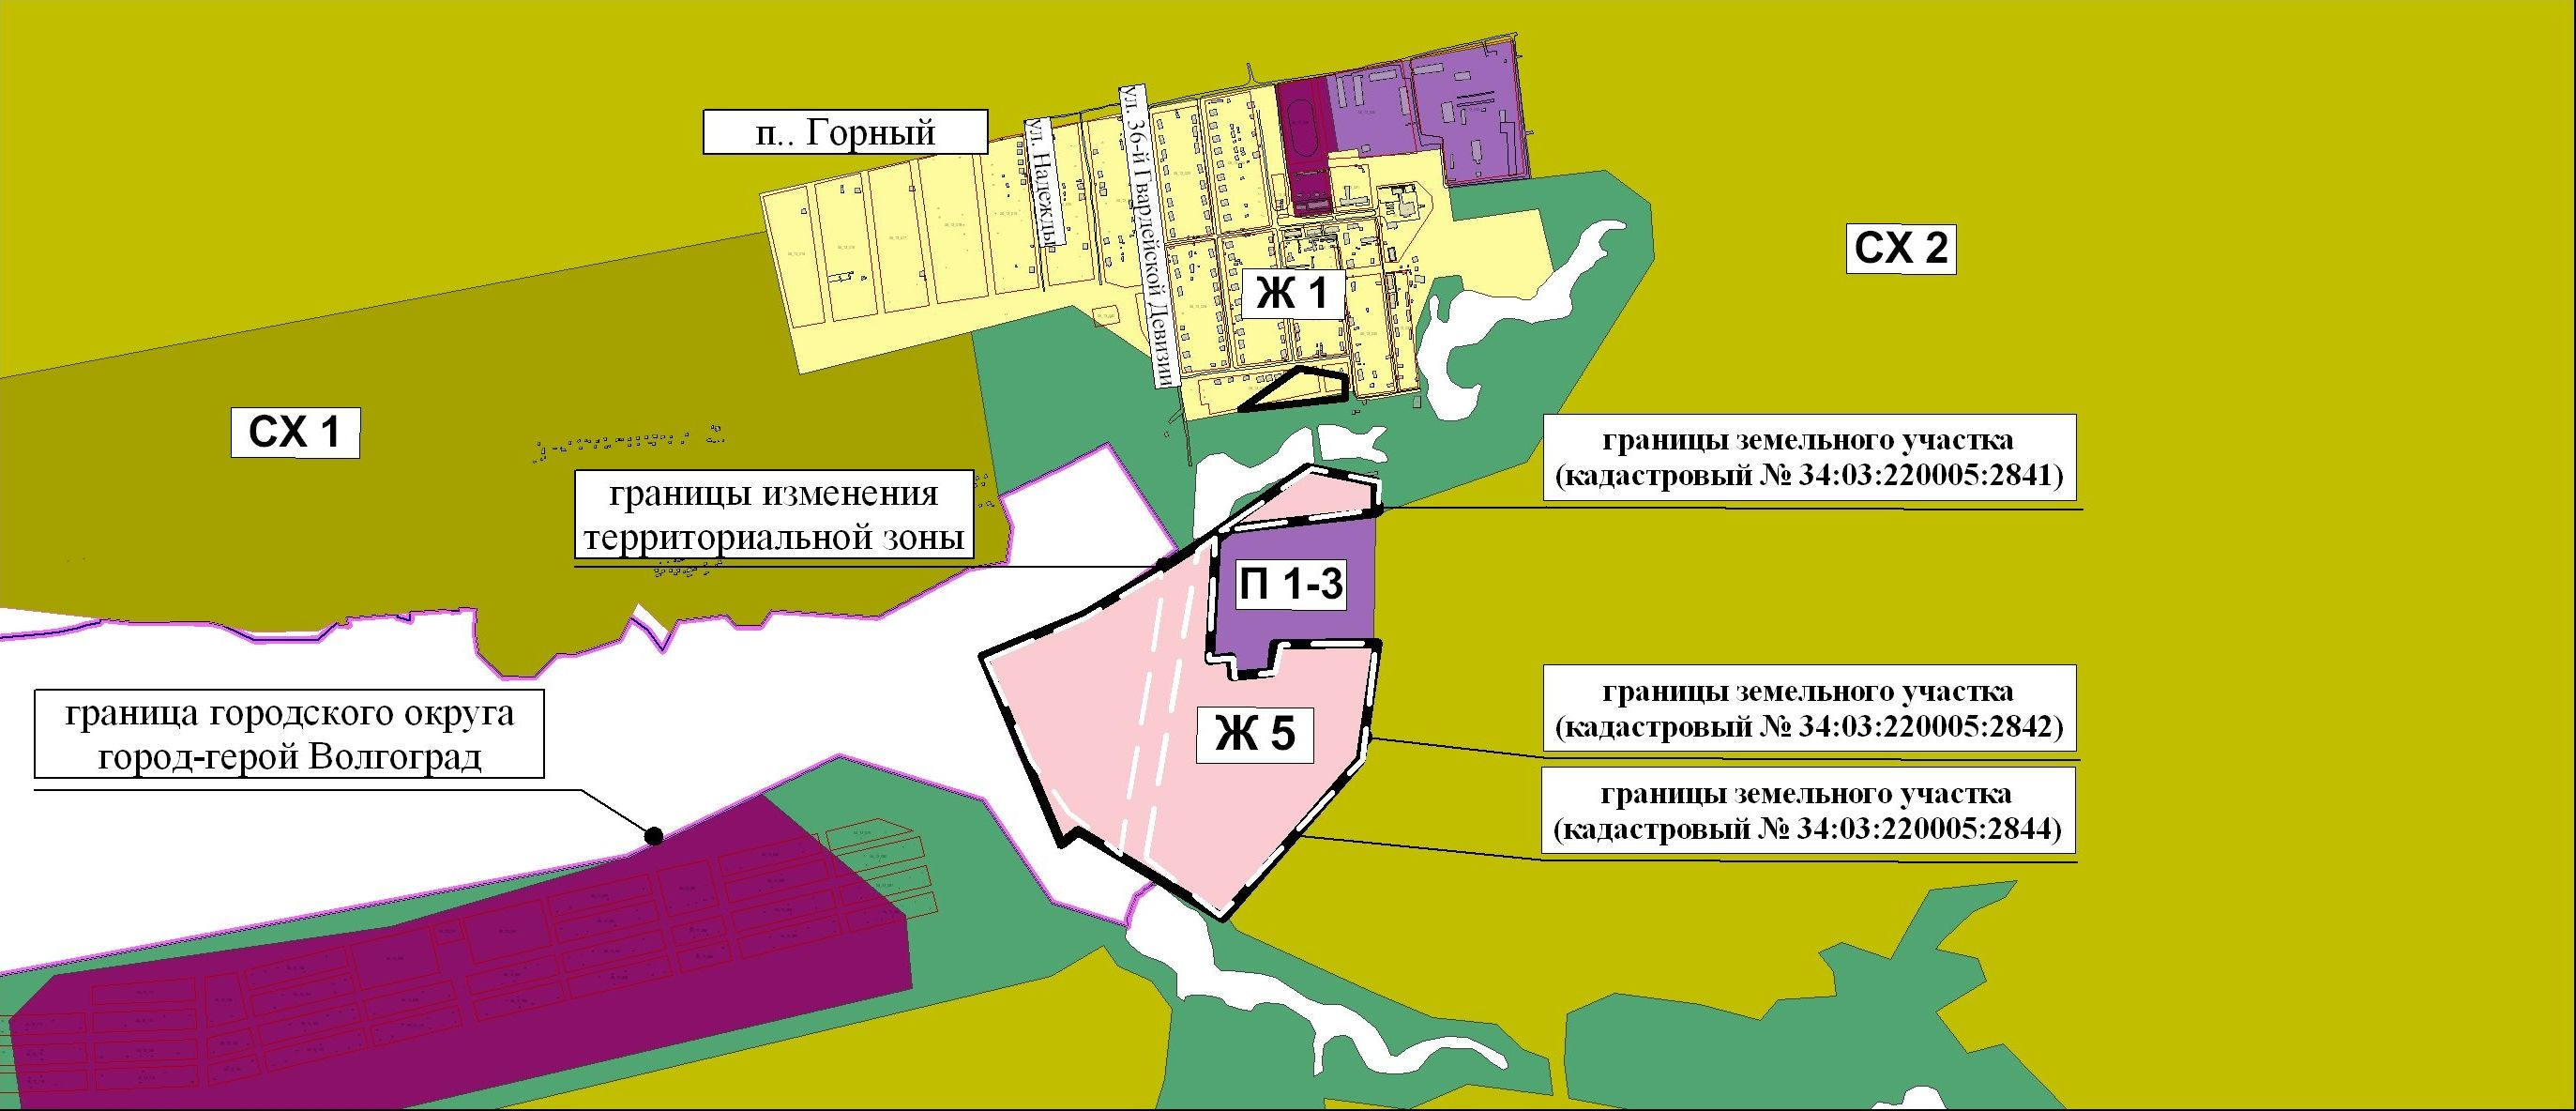 п.. Горный
ул. Надежды
ул. 36-й Гвардейской Девизии
СХ 2
Ж 1
СХ 1
границы земельного участка
(кадастровый № 34:03:220005:2841)
границы изменения
территориальной зоны
П 1-3
граница городского округа
город-герой Волгоград
Ж 5
границы земельного участка
(кадастровый № 34:03:220005:2842)
границы земельного участка
(кадастровый № 34:03:220005:2844)